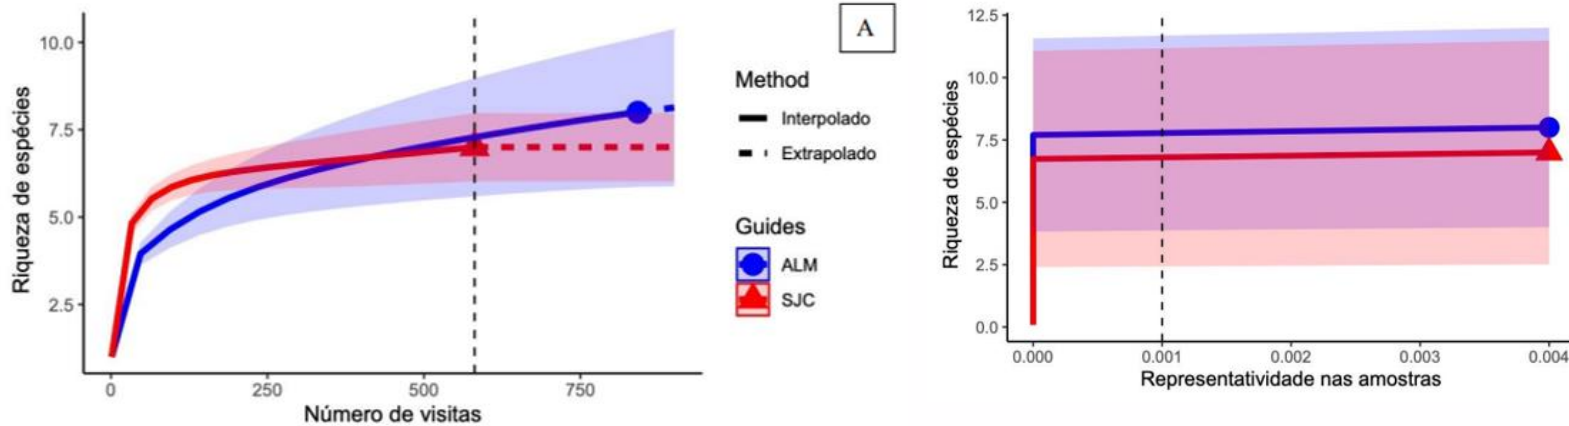 Riqueza de espécies
10.0
7.5
5.0
2.5
0
250
500
750
Número de visitas
A
Method
Interpolado
Extrapolado
Guides
ALM
SJC
Riqueza de espécies
12.5
10.0
7.5
5.0
2.5
0.0
0.000
0.001
0.002
0.003
0.004
Representatividade nas amostras